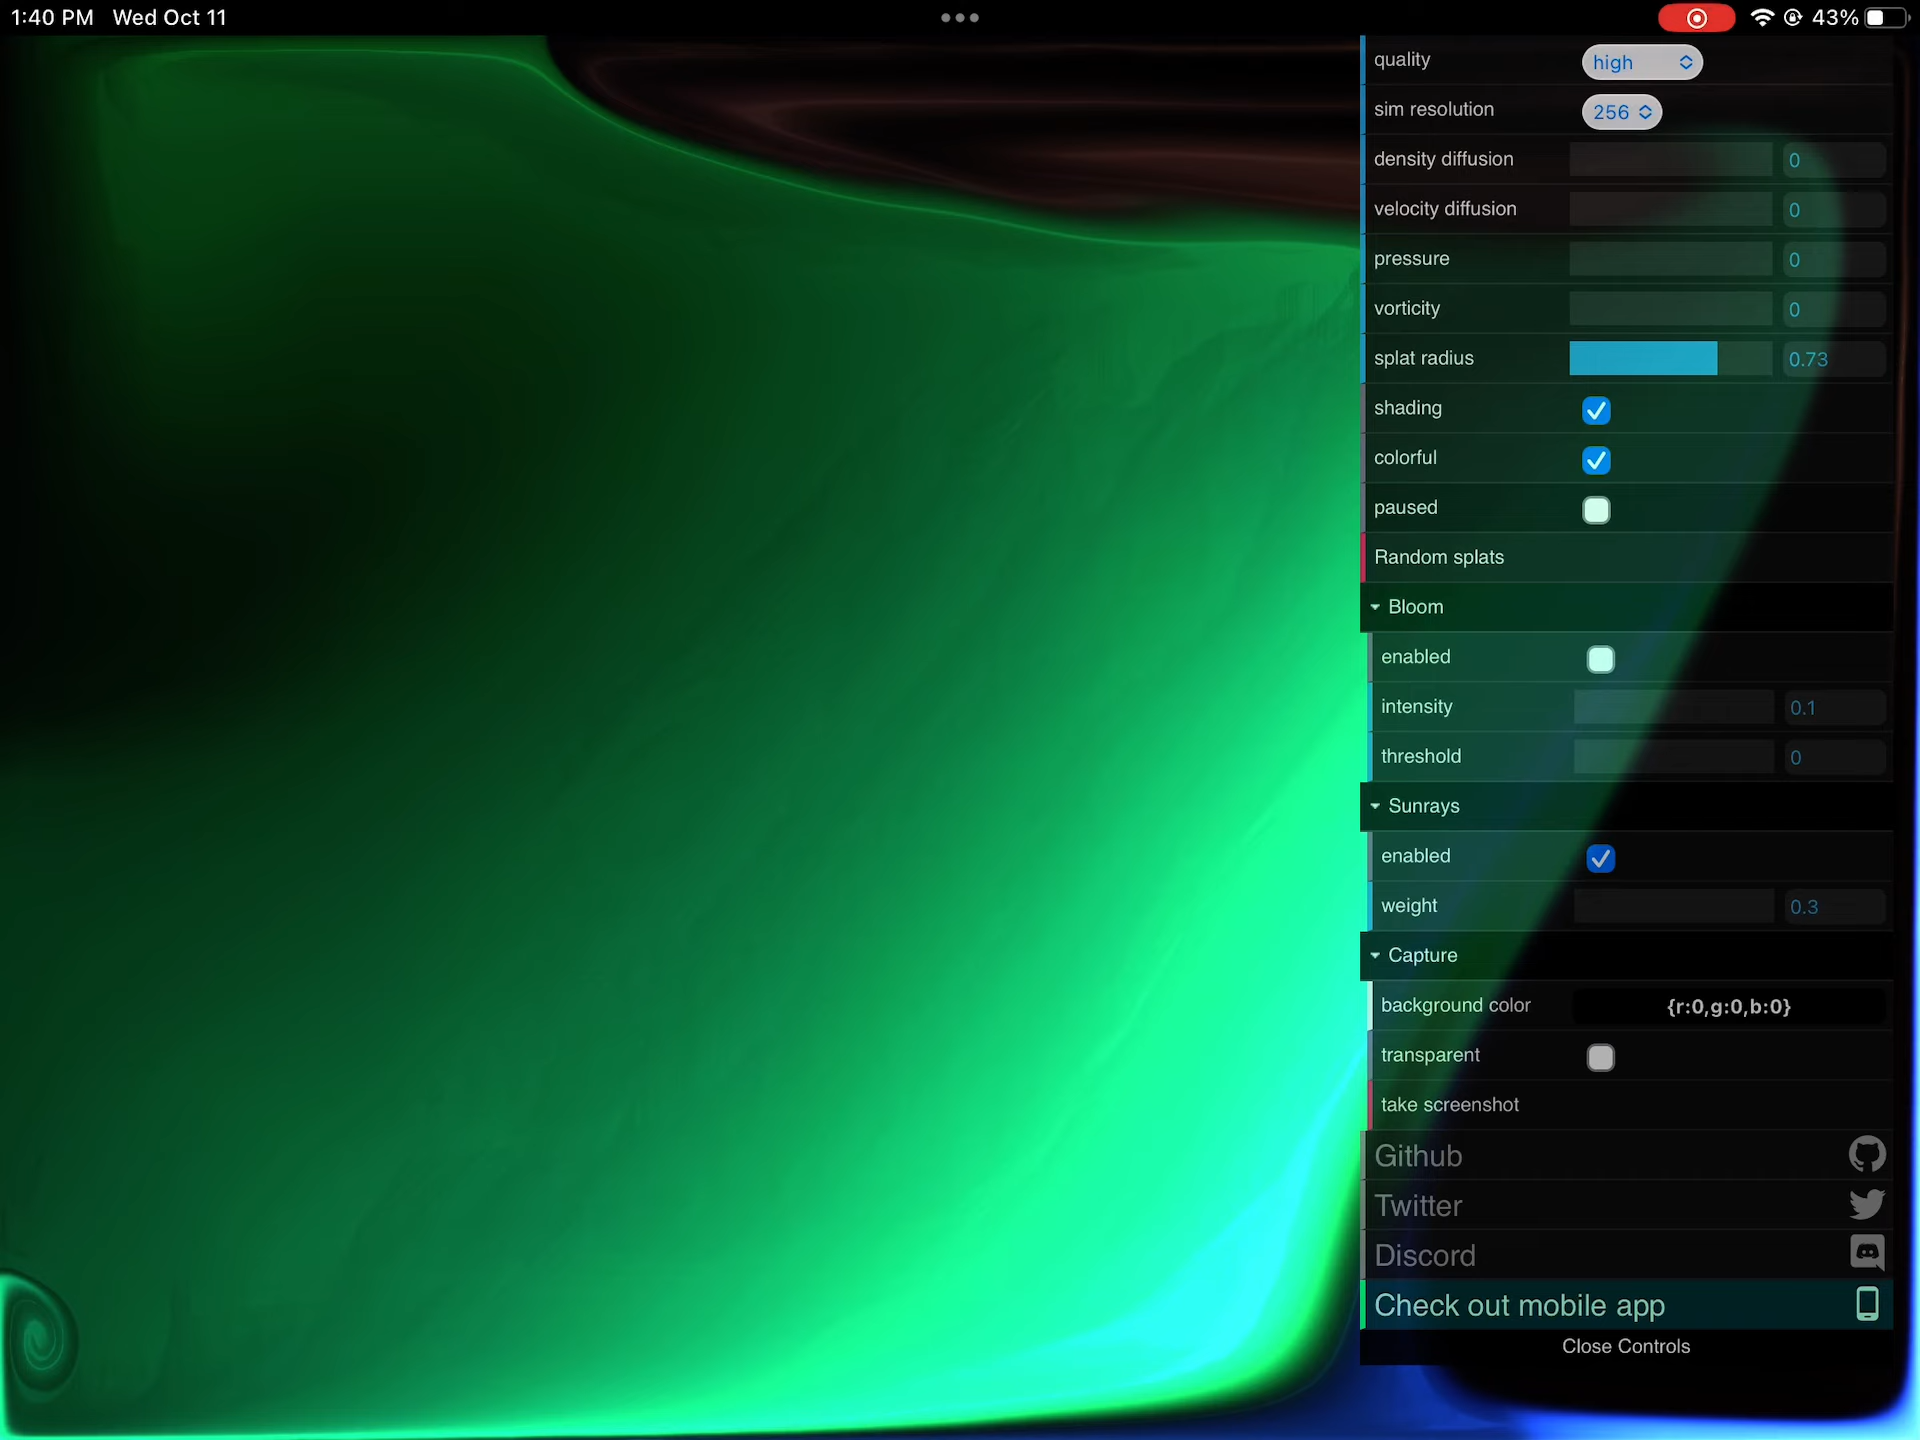 1:40 PM Wed Oct 11
43%
quality high
sim resolution 256
density diffusion 0
velocity diffusion 0
pressure 0
vorticity 0
splat radius 0.73
shading
colorful
paused
Random splats
Bloom
enabled
intensity 0.1
threshold 0
Sunrays
enabled
weight 0.3
Capture
background color {r:0,g:0,b:0}
transparent
take screenshot
Github
Twitter
Discord
Check out mobile app
Close Controls